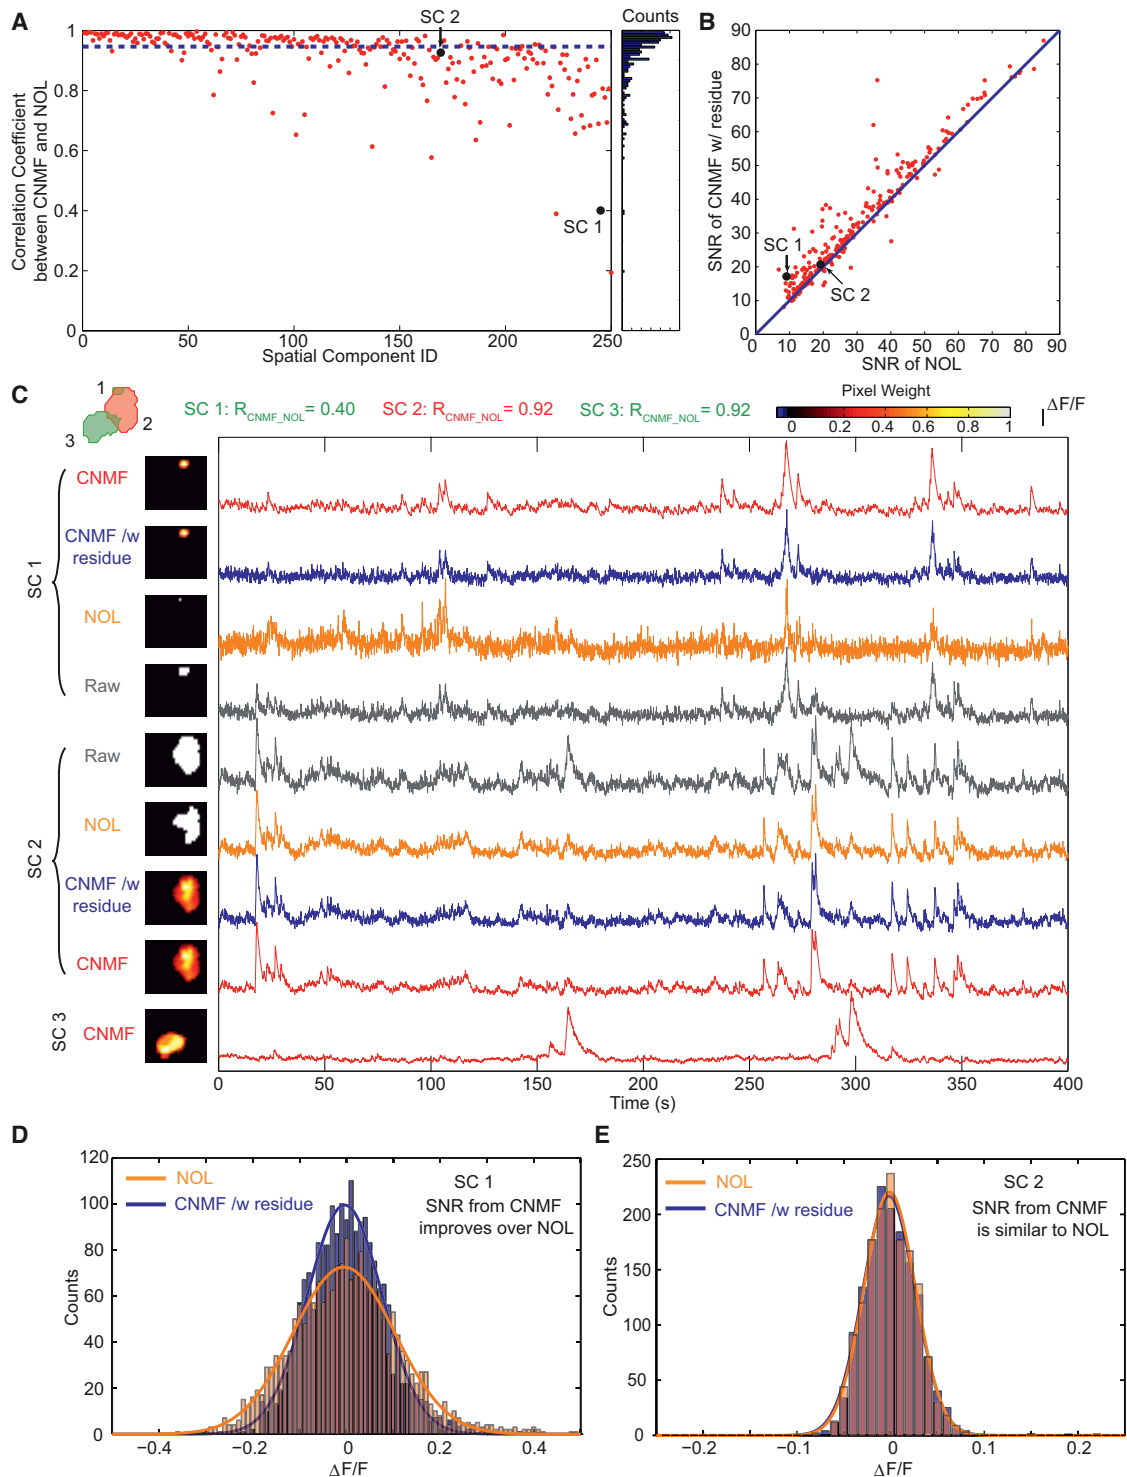 A
SC 2
Counts
1
0.8
0.6
0.4
0.2
0
Correlation Coefficient
between CNMF and NOL
SC 1
0 50 100 150 200 250
Spatial Component ID
B
90
80
70
60
50
40
30
20
10
0
SNR of CNMF w/ residue
SC 1
SC 2
0 10 20 30 40 50 60 70 80 90
SNR of NOL
C
1
2
3
SC 1: RCNMF_NOL= 0.40
SC 2: RCNMF_NOL= 0.92
SC 3: RCNMF_NOL= 0.92
Pixel Weight
0 0.2 0.4 0.6 0.8 1
ΔF/F
SC 1
CNMF
CNMF /w
residue
NOL
Raw
SC 2
Raw
NOL
CNMF /w
residue
CNMF
SC 3
CNMF
0 50 100 150 200 250 300 350 400
Time (s)
D
120
100
80
60
40
20
0
Counts
NOL
CNMF /w residue
SC 1
SNR from CNMF
improves over NOL
−0.4 −0.2 0 0.2 0.4
ΔF/F
E
250
200
150
100
50
0
Counts
NOL
CNMF /w residue
SC 2
SNR from CNMF
is similar to NOL
−0.2 −0.1 0 0.1 0.2
ΔF/F